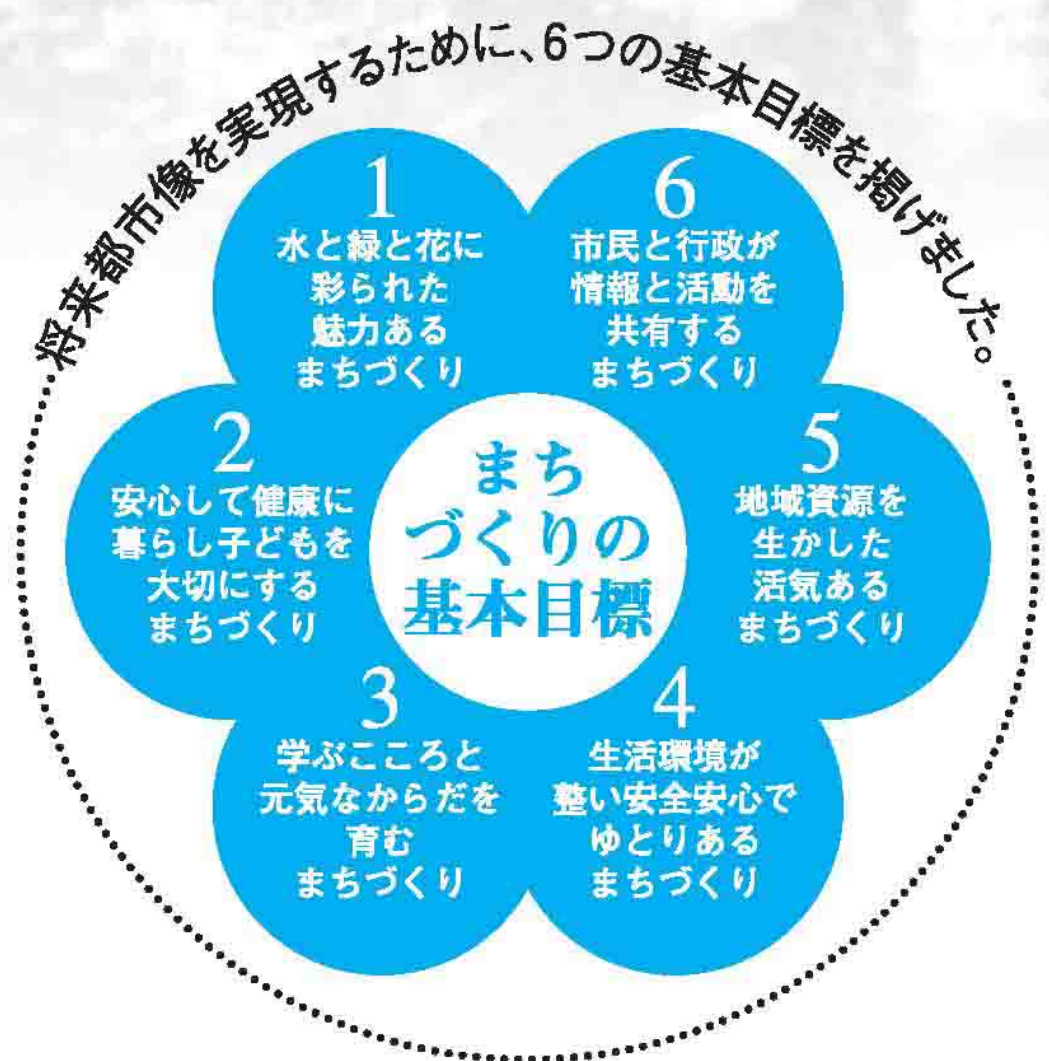 将来都市像を実現するために、6つの基本目標を掲げました。
まち
づくりの
基本目標
1
水と緑と花に
彩られた
魅力ある
まちづくり
2
安心して健康に
暮らし子どもを
大切にする
まちづくり
3
学ぶこころと
元気なからだを
育む
まちづくり
4
生活環境が
整い安全安心で
ゆとりある
まちづくり
5
地域資源を
生かした
活気ある
まちづくり
6
市民と行政が
情報と活動を
共有する
まちづくり